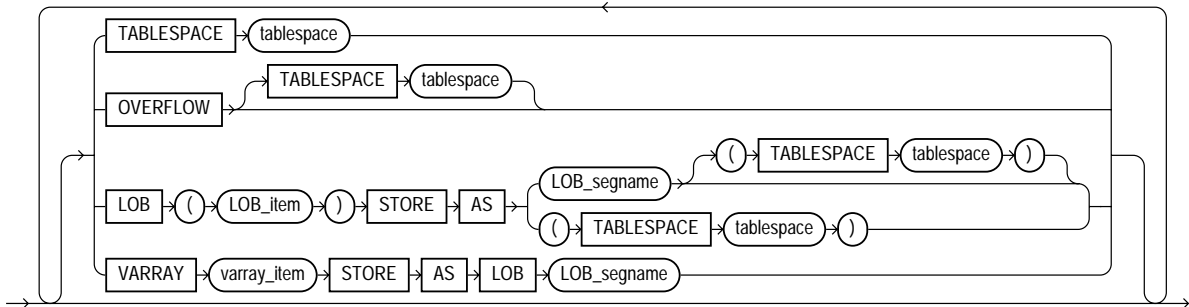 TABLESPACE tablespace
TABLESPACE tablespace
OVERFLOW
( TABLESPACE tablespace )
LOB_segname
LOB ( LOB_item ) STORE AS
( TABLESPACE tablespace )
VARRAY varray_item STORE AS LOB LOB_segname